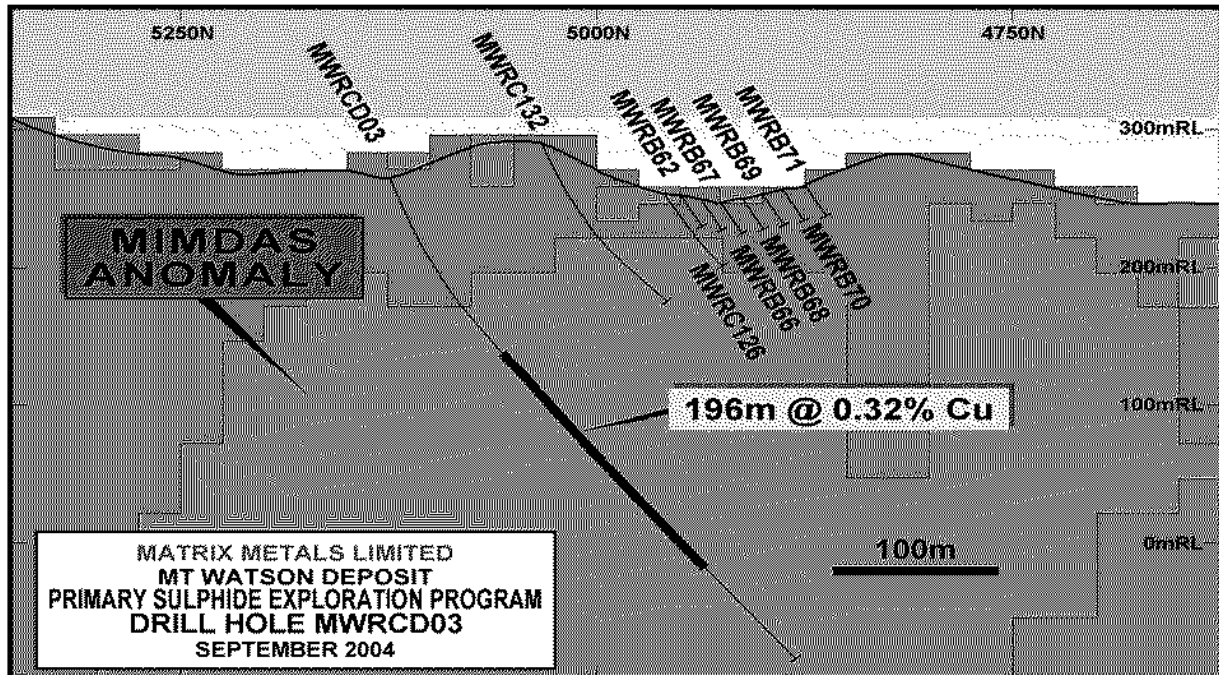 5250N
5000N
4750N
MWRCD03
MWRC132
MWRB62
MWRB67
MWRB69
MWRB71
300mRL
MIMDAS
ANOMALY
200mRL
MWRC126
MWRB66
MWRB68
MWRB70
196m @ 0.32% Cu
100mRL
100m
0mRL
MATRIX METALS LIMITED
MT WATSON DEPOSIT
PRIMARY SULPHIDE EXPLORATION PROGRAM
DRILL HOLE MWRCD03
SEPTEMBER 2004